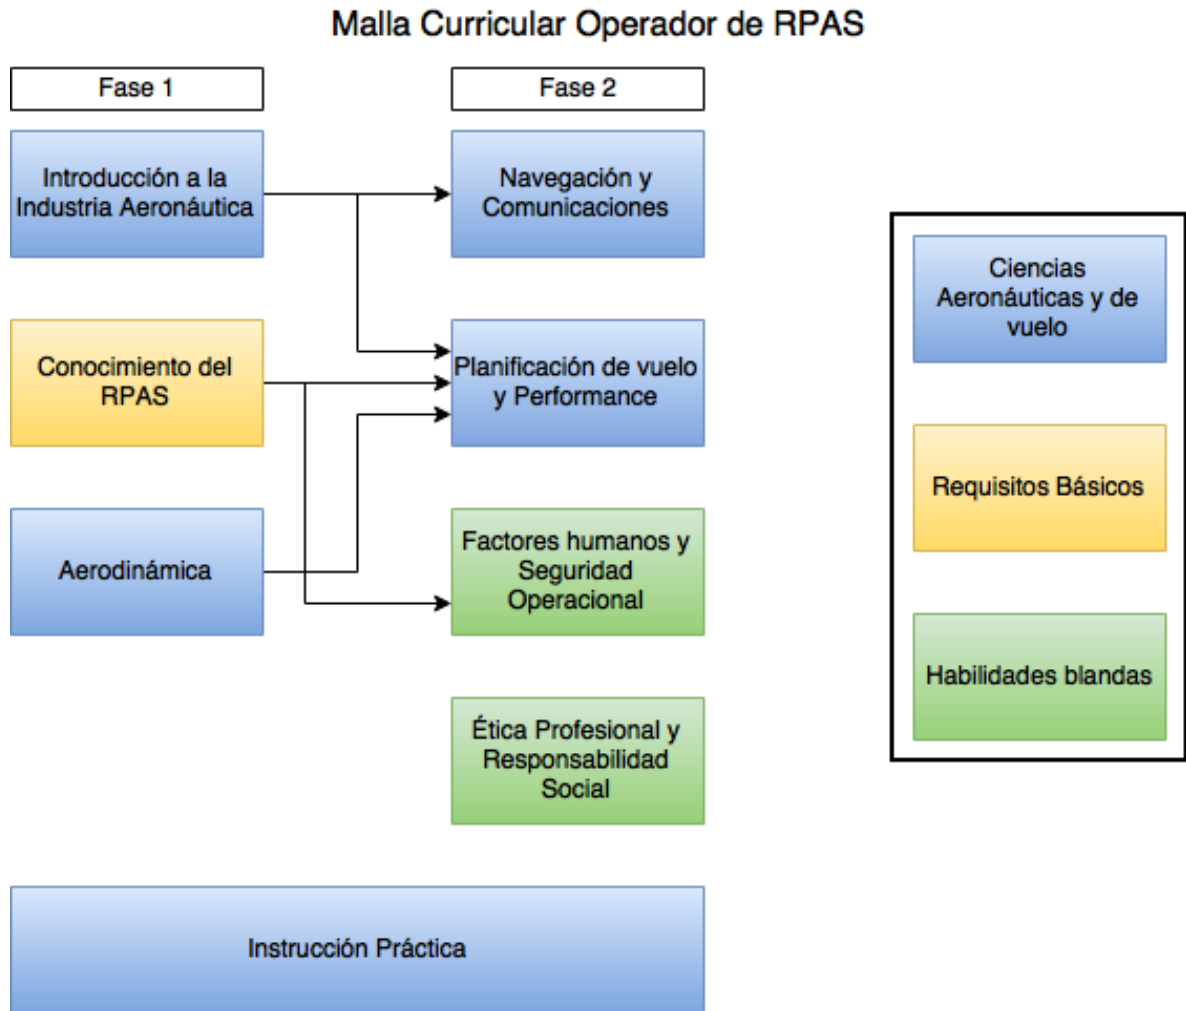 Malla Curricular Operador de RPAS
Fase 1
Fase 2
Introducción a la
Industria Aeronáutica
Navegación y
Comunicaciones
Conocimiento del
RPAS
Planificación de vuelo
y Performance
Aerodinámica
Factores humanos y
Seguridad
Operacional
Ética Profesional y
Responsabilidad
Social
Instrucción Práctica
Ciencias
Aeronáuticas y de
vuelo
Requisitos Básicos
Habilidades blandas